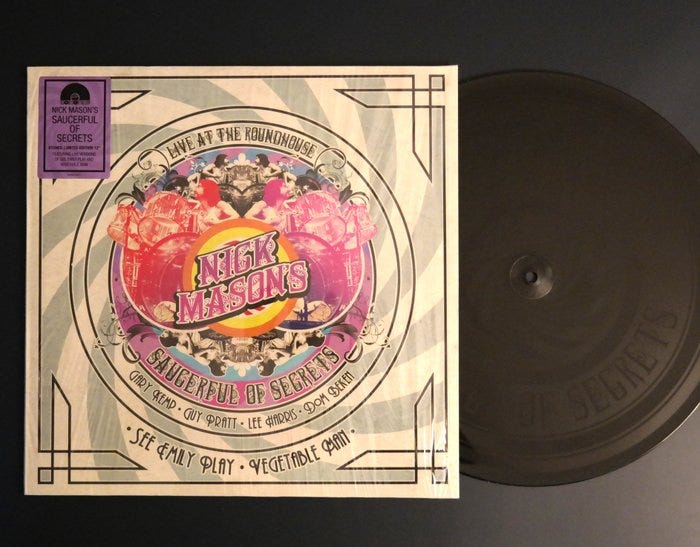 NICK MASON'S
SAUCERFUL
OF
SECRETS
LIVE AT THE ROUNDHOUSE
NICK
MASON'S
SAUCERFUL OF SECRETS
GARY KEMP • GUY PRATT • LEE HARRIS • DOM BEKEN
• SEE EMILY PLAY • VEGETABLE MAN •
OF SECRETS